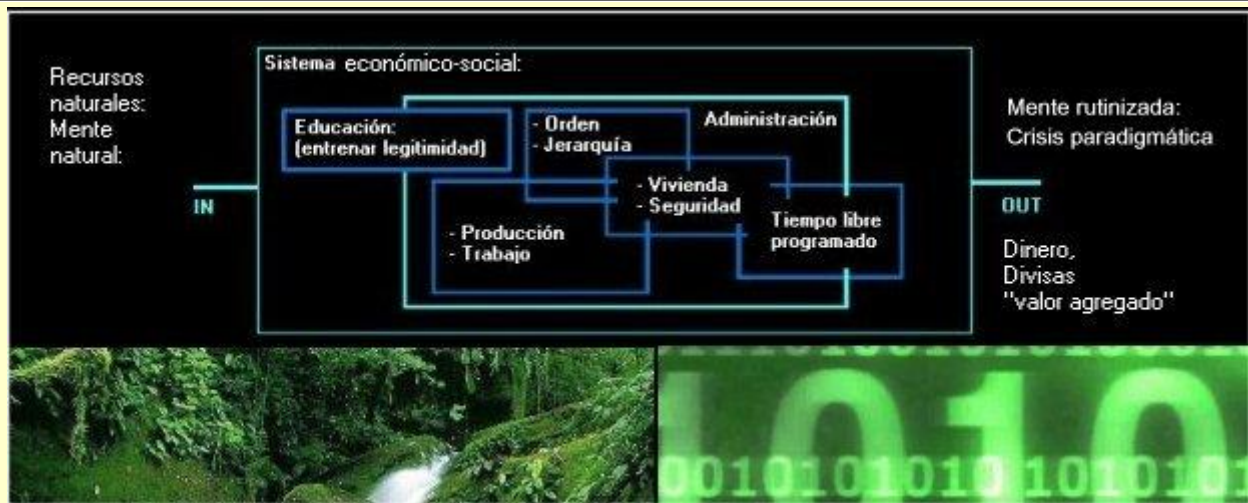 Recursos
naturales:
Mente
natural:
IN
Sistema económico-social:
Educación:
(entrenar legitimidad)
- Orden
- Jerarquía
Administración
- Vivienda
- Seguridad
- Producción
- Trabajo
Tiempo libre
programado
Mente rutinizada:
Crisis paradigmática
OUT
Dinero,
Divisas
"valor agregado"
1010